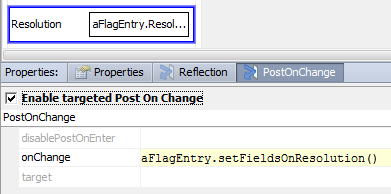 Resolution aFlagEntry.Resol...
Properties: Properties Reflection PostOnChange
Enable targeted Post On Change
PostOnChange
disablePostOnEnter
onChange aFlagEntry.setFieldsOnResolution()
target